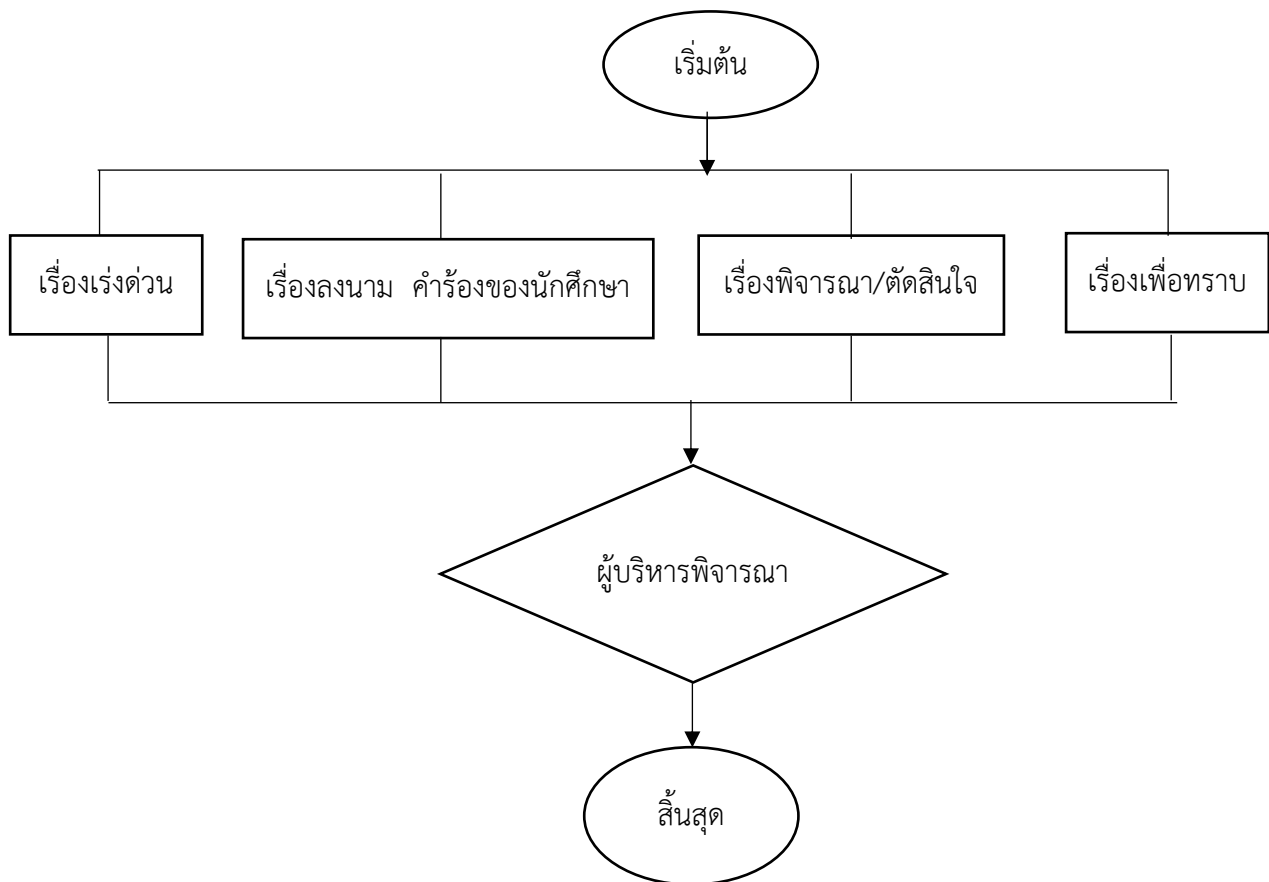 เริ่มต้น
เรื่องเร่งด่วน
เรื่องลงนาม คำร้องของนักศึกษา
เรื่องพิจารณา/ตัดสินใจ
เรื่องเพื่อทราบ
ผู้บริหารพิจารณา
สิ้นสุด